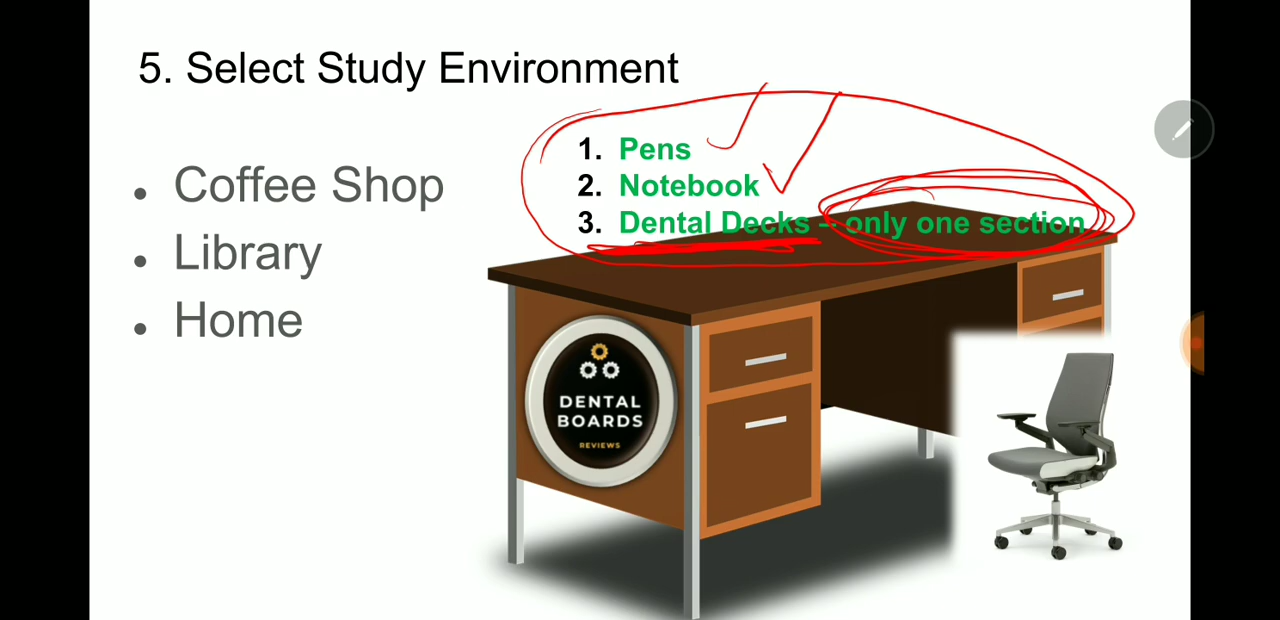 5. Select Study Environment
• Coffee Shop
• Library
• Home
1. Pens
2. Notebook
3. Dental Decks – only one section
DENTAL
BOARDS
REVIEWS